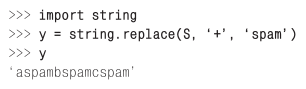 >>> import string
>>> y = string.replace(S, ‘+’, ‘spam’)
>>> y
‘aspambspamcspam’